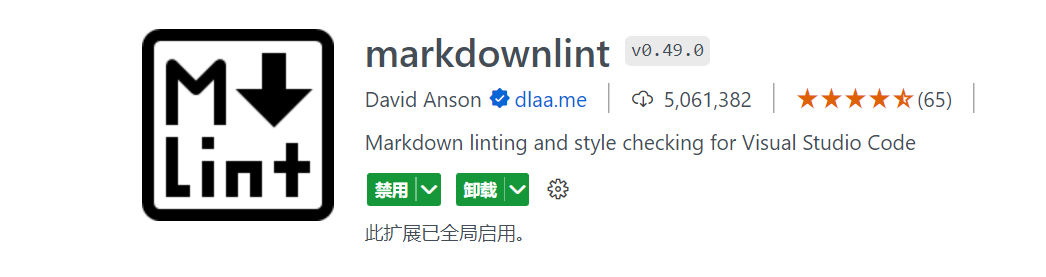 M
Lint
markdownlint v0.49.0
David Anson dlaa.me 5,061,382 (65)
Markdown linting and style checking for Visual Studio Code
禁用 卸载
此扩展已全局启用。